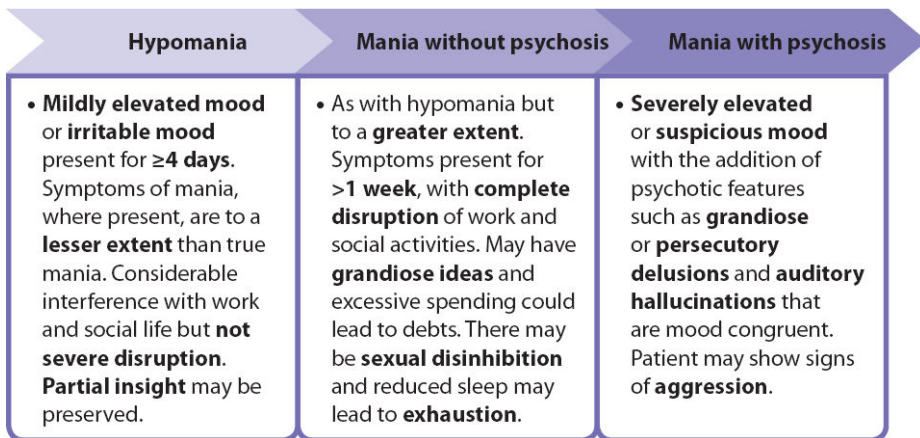 Hypomania
Mania without psychosis
Mania with psychosis
• Mildly elevated mood
or irritable mood
present for ≥4 days.
Symptoms of mania,
where present, are to a
lesser extent than true
mania. Considerable
interference with work
and social life but not
severe disruption.
Partial insight may be
preserved.
• As with hypomania but
to a greater extent.
Symptoms present for
>1 week, with complete
disruption of work and
social activities. May have
grandiose ideas and
excessive spending could
lead to debts. There may
be sexual disinhibition
and reduced sleep may
lead to exhaustion.
• Severely elevated
or suspicious mood
with the addition of
psychotic features
such as grandiose
or persecutory
delusions and auditory
hallucinations that
are mood congruent.
Patient may show signs
of aggression.